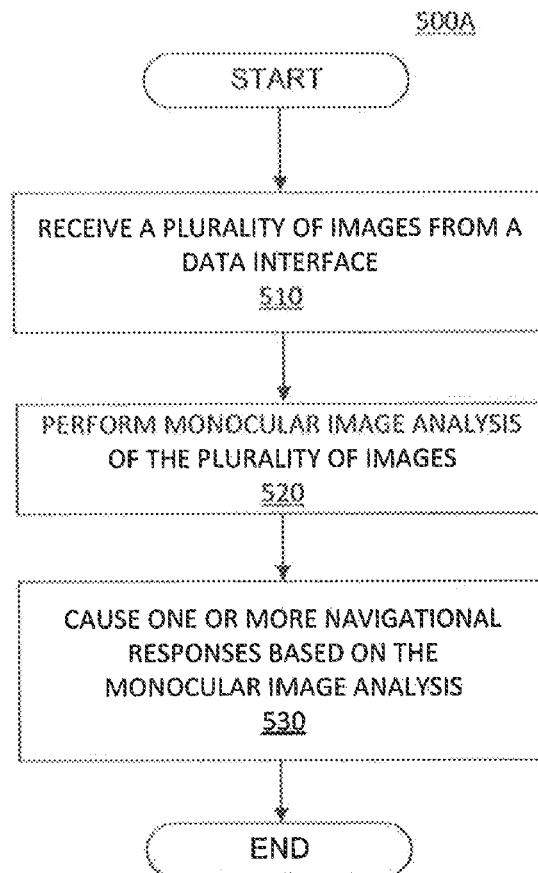 500A
START
RECEIVE A PLURALITY OF IMAGES FROM A
DATA INTERFACE
510
PERFORM MONOCULAR IMAGE ANALYSIS
OF THE PLURALITY OF IMAGES
520
CAUSE ONE OR MORE NAVIGATIONAL
RESPONSES BASED ON THE
MONOCULAR IMAGE ANALYSIS
530
END